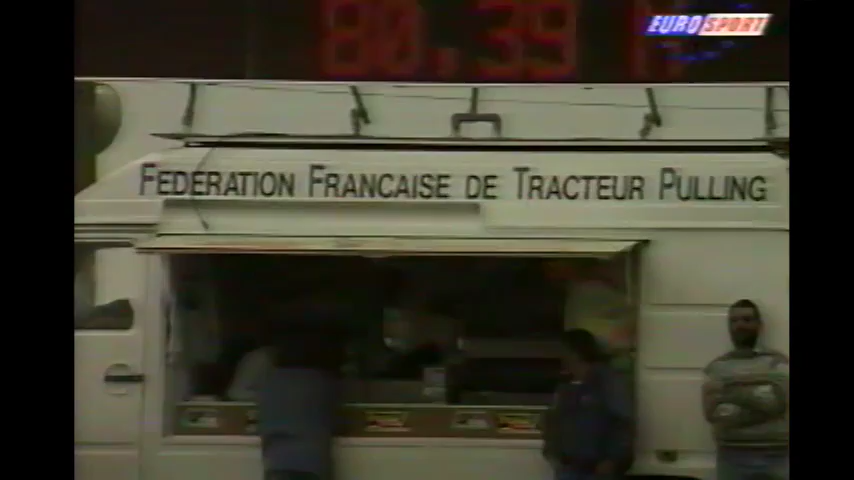 80.39 M
EUROSPORT
FEDERATION FRANCAISE DE TRACTEUR PULLING